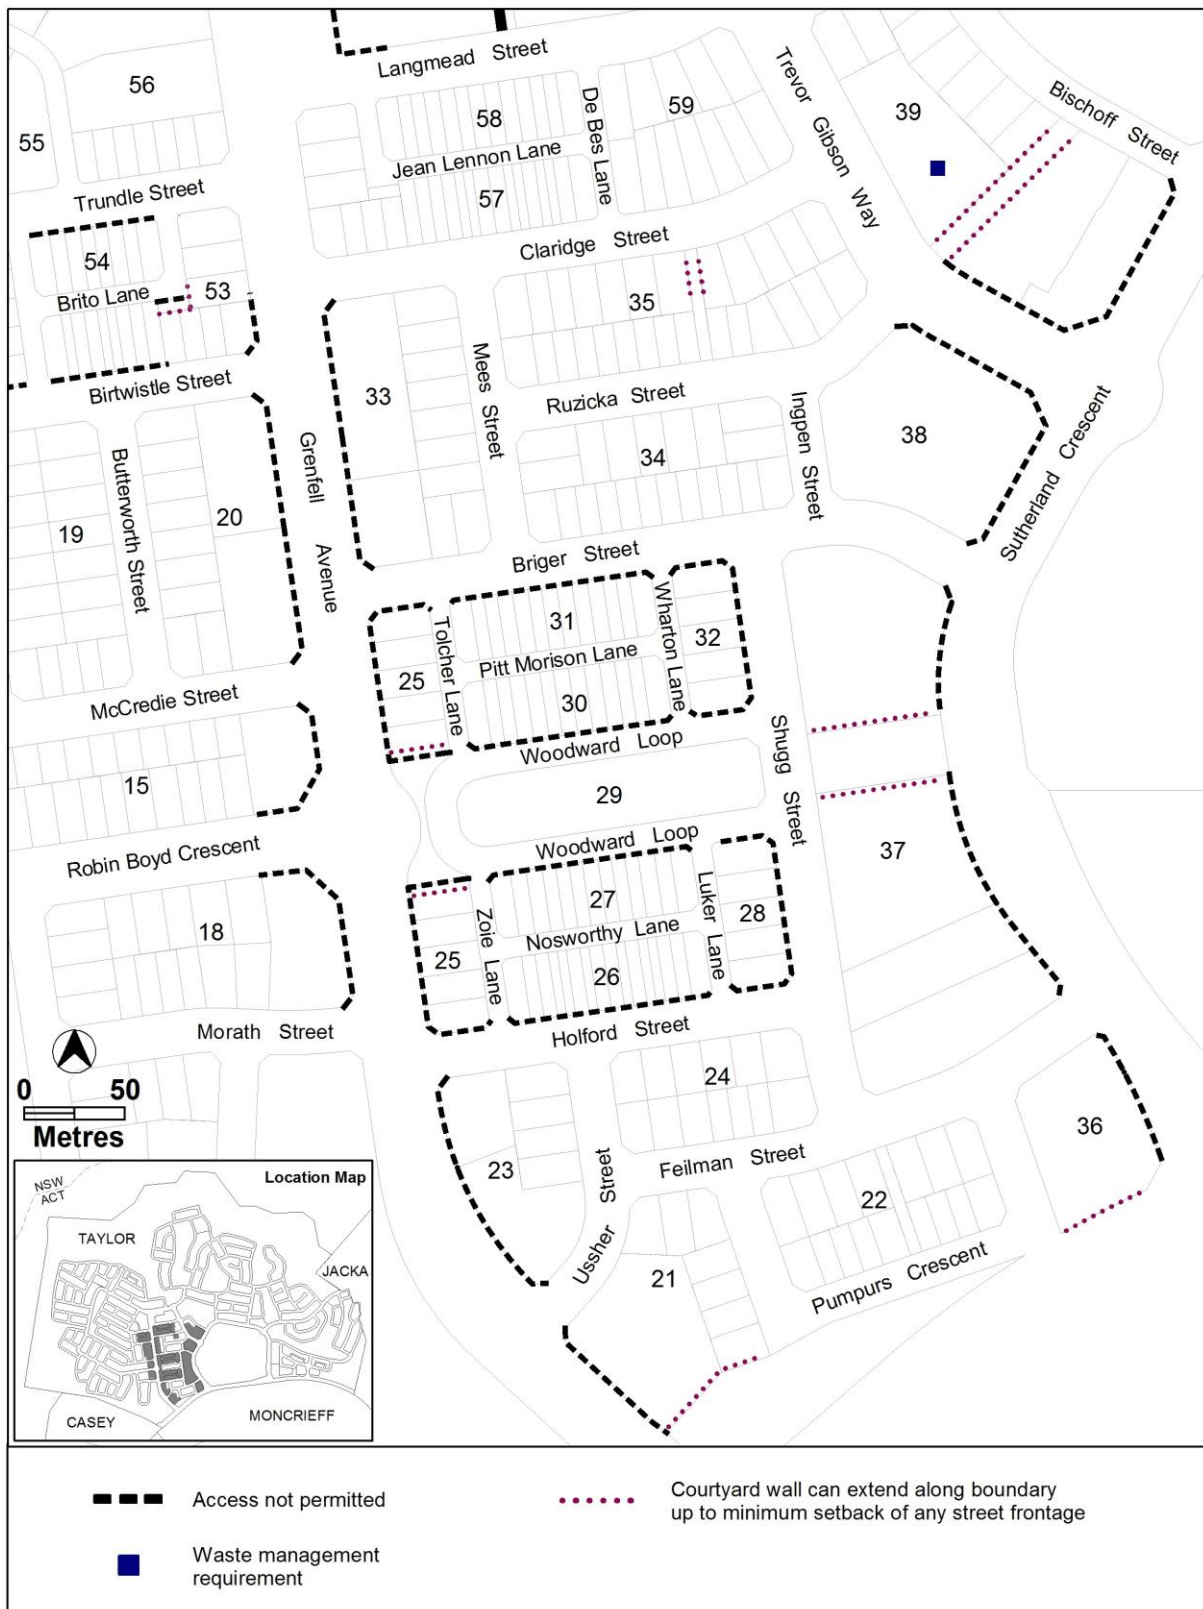 Langmead Street
56
55
58
De Bes Lane
59
Trevor Gibson Way
39
Bischoff Street
Jean Lennon Lane
57
Trundle Street
54
Brito Lane
53
Claridge Street
35
Birtwistle Street
33
Mees Street
Ruzicka Street
Ingpen Street
38
Sutherland Crescent
34
Grenfell Avenue
Butterworth Street
19
20
Briger Street
31
Wharton Lane
32
Tolcher Lane
25
Pitt Morison Lane
30
McCredie Street
Woodward Loop
Shugg Street
15
29
Robin Boyd Crescent
Woodward Loop
37
27
Luker Lane
28
18
Zoie Lane
25
Nosworthy Lane
26
Morath Street
Holford Street
24
0 50
Metres
36
23
Ussher Street
Feilman Street
22
21
Pumpurs Crescent
Location Map
NSW
ACT
TAYLOR
JACKA
CASEY
MONCRIEFF
Access not permitted
Courtyard wall can extend along boundary
up to minimum setback of any street frontage
Waste management
requirement